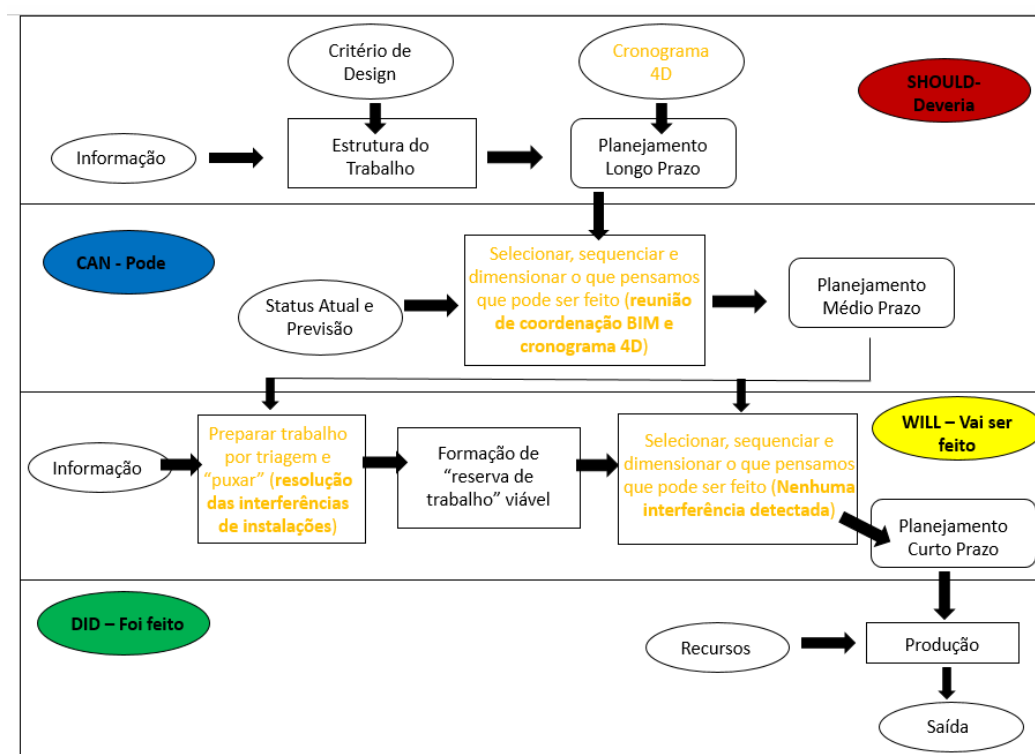 Critério de
Design
Cronograma
4D
SHOULD-
Deveria
Informação
Estrutura do
Trabalho
Planejamento
Longo Prazo
CAN - Pode
Status Atual e
Previsão
Selecionar, sequenciar e
dimensionar o que pensamos
que pode ser feito (reunião
de coordenação BIM e
cronograma 4D)
Planejamento
Médio Prazo
WILL – Vai ser
feito
Informação
Preparar trabalho
por triagem e
“puxar” (resolução
das interferências
de instalações)
Formação de
“reserva de
trabalho” viável
Selecionar, sequenciar e
dimensionar o que pensamos
que pode ser feito (Nenhuma
interferência detectada)
Planejamento
Curto Prazo
DID – Foi feito
Recursos
Produção
Saída